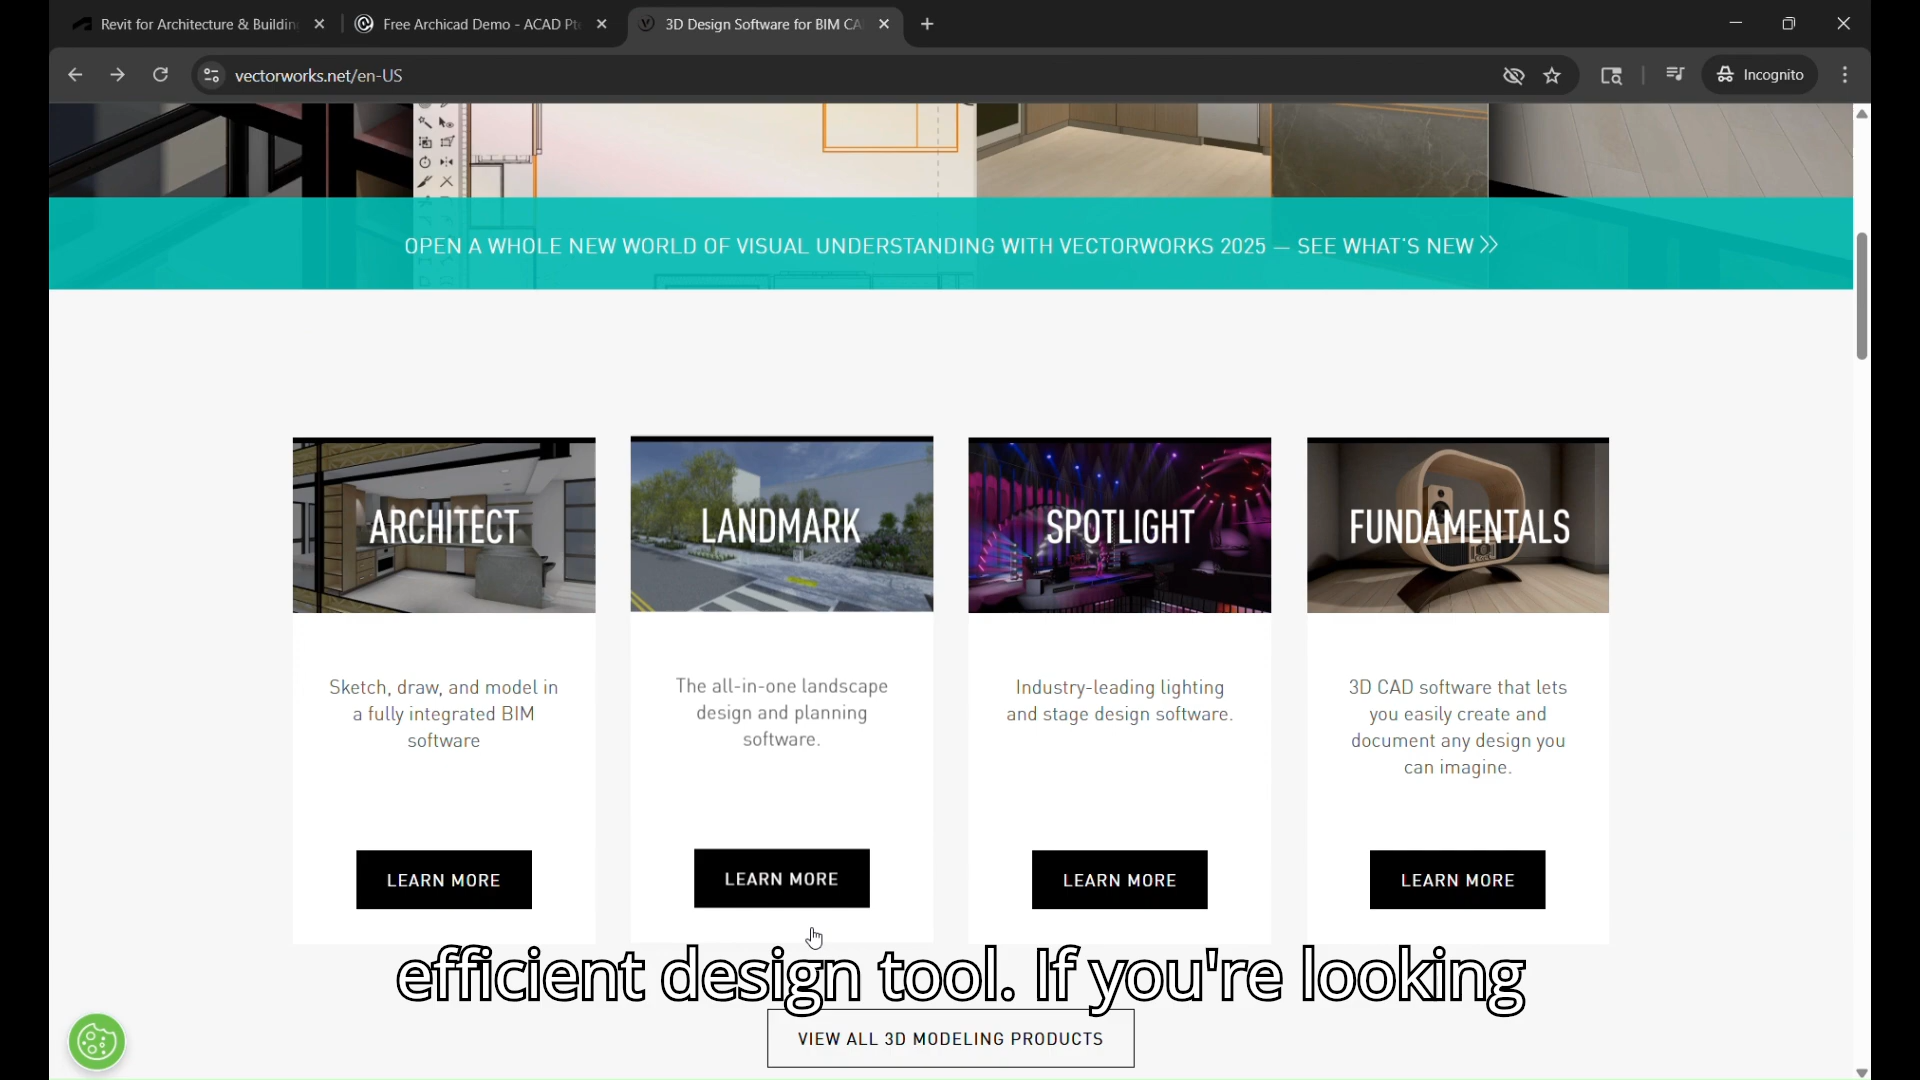 Revit for Architecture & Buildin
Free Archicad Demo - ACAD Pt
3D Design Software for BIM CA
vectorworks.net/en-US
Incognito
OPEN A WHOLE NEW WORLD OF VISUAL UNDERSTANDING WITH VECTORWORKS 2025 — SEE WHAT'S NEW
ARCHITECT
Sketch, draw, and model in
a fully integrated BIM
software
LEARN MORE
LANDMARK
The all-in-one landscape
design and planning
software.
LEARN MORE
SPOTLIGHT
Industry-leading lighting
and stage design software.
LEARN MORE
FUNDAMENTALS
3D CAD software that lets
you easily create and
document any design you
can imagine.
LEARN MORE
efficient design tool. If you're looking
VIEW ALL 3D MODELING PRODUCTS